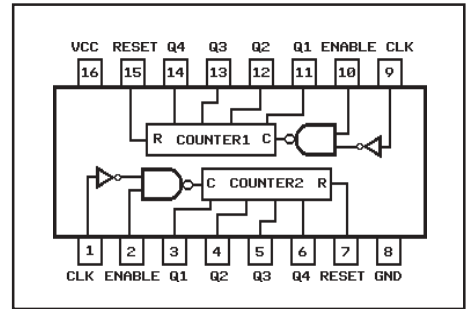 VCC RESET Q4 Q3 Q2 Q1 ENABLE CLK
16 15 14 13 12 11 10 9
R COUNTER1 C
C COUNTER2 R
1 2 3 4 5 6 7 8
CLK ENABLE Q1 Q2 Q3 Q4 RESET GND